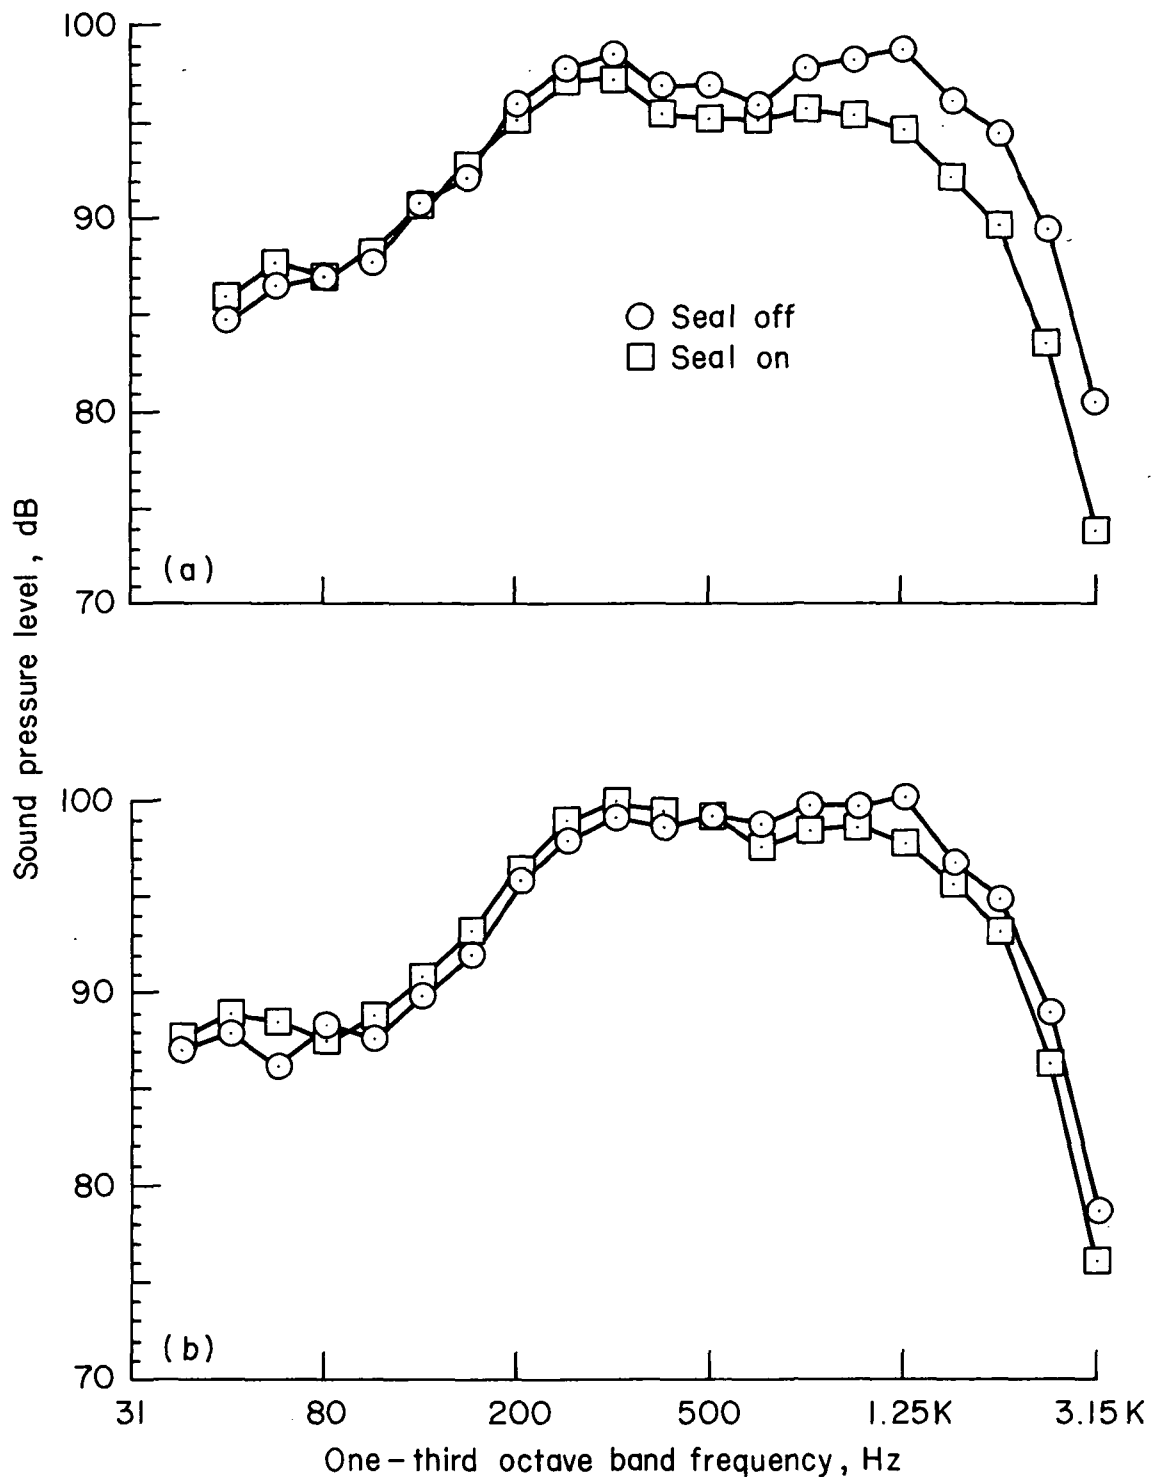 100
90
80
70
Seal off
Seal on
(a)
Sound pressure level, dB
100
90
80
70
(b)
31 80 200 500 1.25K 3.15K
One-third octave band frequency, Hz